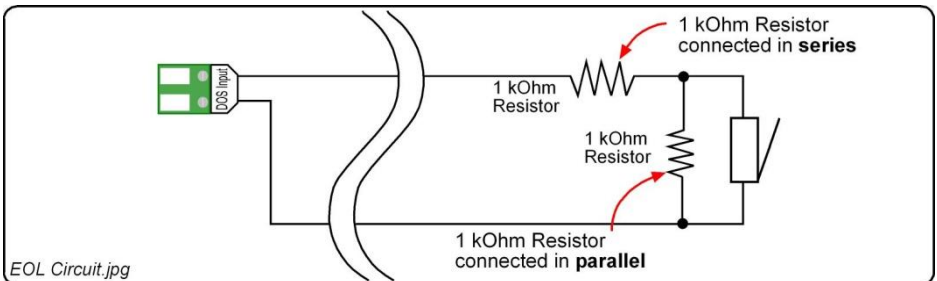 1 kOhm Resistor
connected in series
DOS Input
1 kOhm
Resistor
1 kOhm
Resistor
1 kOhm Resistor
connected in parallel
EOL Circuit.jpg